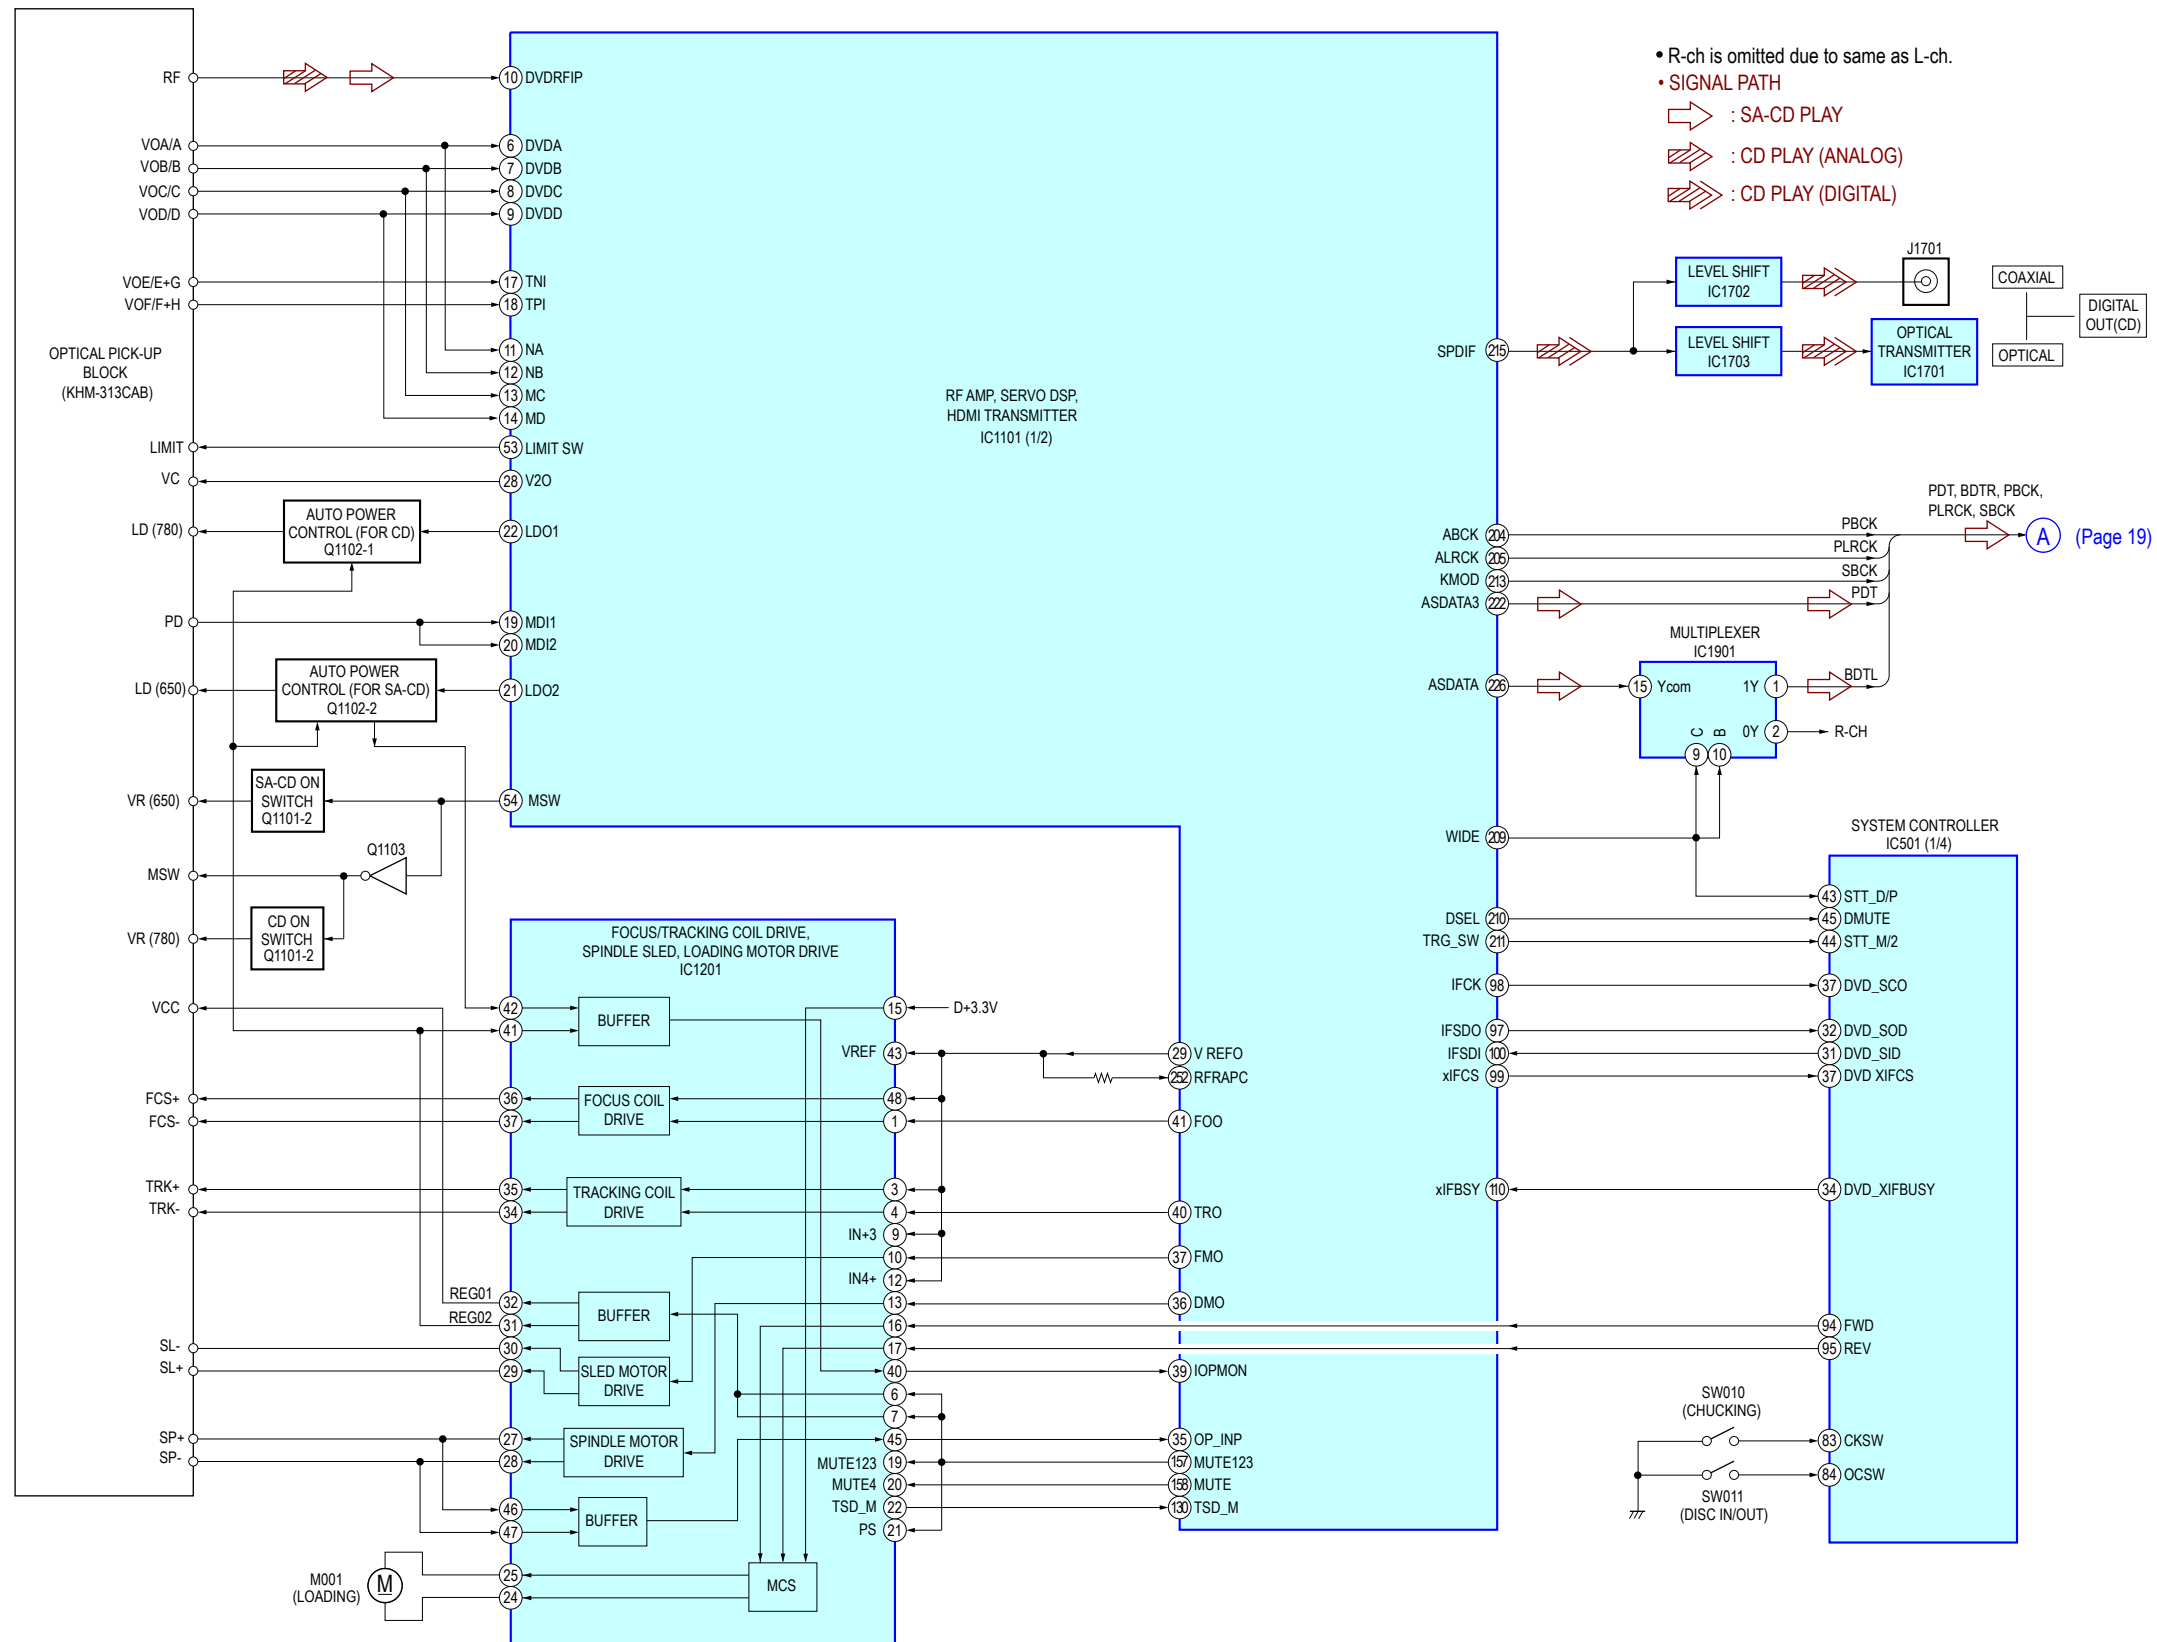 • R-ch is omitted due to same as L-ch.
• SIGNAL PATH
: SA-CD PLAY
: CD PLAY (ANALOG)
: CD PLAY (DIGITAL)
OPTICAL PICK-UP
BLOCK
(KHM-313CAB)
RF
VOA/A
VOB/B
VOC/C
VOD/D
VOE/E+G
VOF/F+H
LIMIT
VC
LD (780)
PD
LD (650)
VR (650)
MSW
VR (780)
VCC
FCS+
FCS-
TRK+
TRK-
SL-
SL+
SP+
SP-
AUTO POWER
CONTROL (FOR CD)
Q1102-1
AUTO POWER
CONTROL (FOR SA-CD)
Q1102-2
SA-CD ON
SWITCH
Q1101-2
Q1103
CD ON
SWITCH
Q1101-2
10 DVDRFIP
6 DVDA
7 DVDB
8 DVDC
9 DVDD
17 TNI
18 TPI
11 NA
12 NB
13 MC
14 MD
53 LIMIT SW
28 V2O
22 LDO1
19 MDI1
20 MDI2
21 LDO2
54 MSW
RF AMP, SERVO DSP,
HDMI TRANSMITTER
IC1101 (1/2)
SPDIF 215
ABCK 204
ALRCK 205
KMOD 213
ASDATA3 222
ASDATA 226
WIDE 209
DSEL 210
TRG_SW 211
IFCK 98
IFSDO 97
IFSDI 100
xIFCS 99
xIFBSY 110
29 V REFO
252 RFRAPC
41 FOO
40 TRO
37 FMO
36 DMO
39 IOPMON
35 OP_INP
157 MUTE123
158 MUTE
130 TSD_M
LEVEL SHIFT
IC1702
J1701
LEVEL SHIFT
IC1703
OPTICAL
TRANSMITTER
IC1701
COAXIAL
OPTICAL
DIGITAL
OUT(CD)
PDT, BDTR, PBCK,
PLRCK, SBCK
PBCK
PLRCK
SBCK
PDT
BDTL
A (Page 19)
MULTIPLEXER
IC1901
15 Ycom
1Y 1
0Y 2
R-CH
C
B
9
10
SYSTEM CONTROLLER
IC501 (1/4)
43 STT_D/P
45 DMUTE
44 STT_M/2
37 DVD_SCO
32 DVD_SOD
31 DVD_SID
37 DVD XIFCS
34 DVD_XIFBUSY
94 FWD
95 REV
83 CKSW
84 OCSW
SW010
(CHUCKING)
SW011
(DISC IN/OUT)
FOCUS/TRACKING COIL DRIVE,
SPINDLE SLED, LOADING MOTOR DRIVE
IC1201
42
41
BUFFER
15
D+3.3V
VREF 43
36
37
FOCUS COIL
DRIVE
48
1
35
34
TRACKING COIL
DRIVE
3
4
IN+3 9
10
IN4+ 12
13
16
17
40
6
7
45
MUTE123 19
MUTE4 20
TSD_M 22
PS 21
REG01 32
REG02 31
BUFFER
30
29
SLED MOTOR
DRIVE
27
28
SPINDLE MOTOR
DRIVE
46
47
BUFFER
25
24
MCS
M001
(LOADING)
M